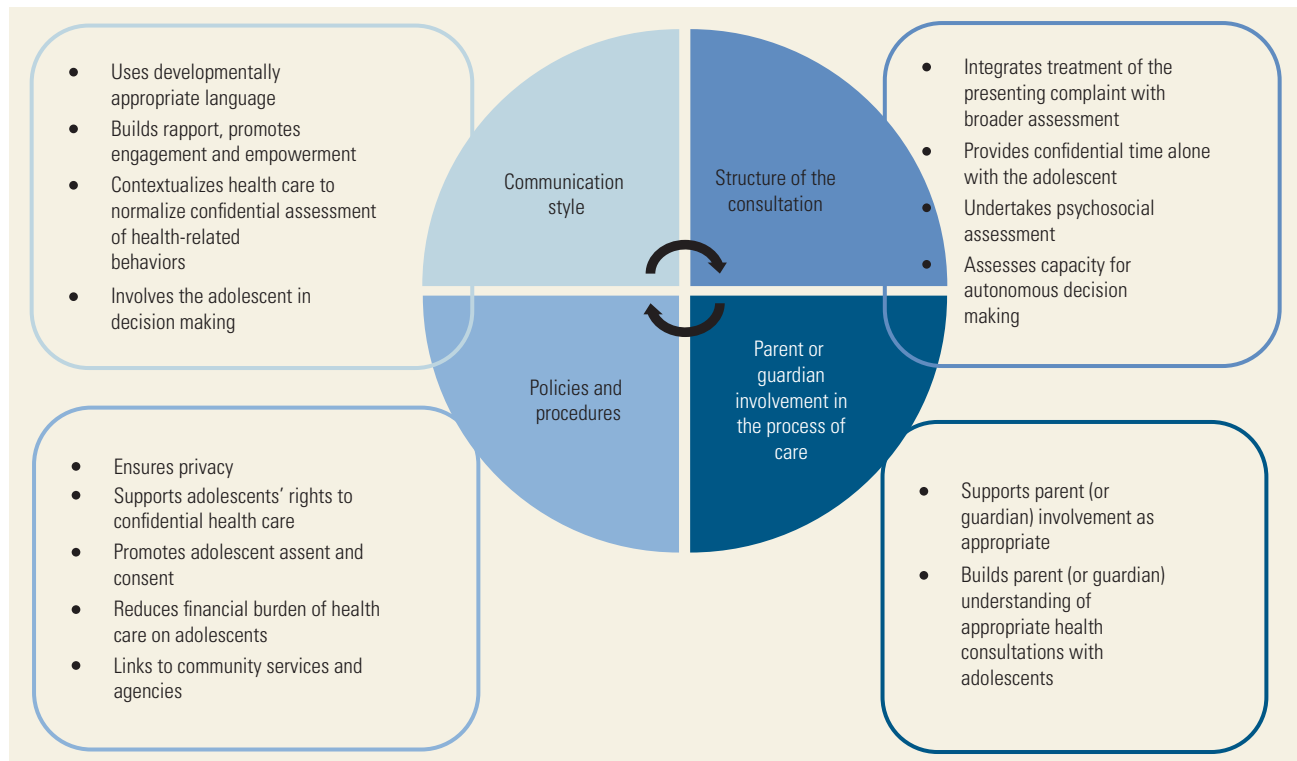 ● Uses developmentally
appropriate language
● Builds rapport, promotes
engagement and empowerment
● Contextualizes health care to
normalize confidential assessment
of health-related
behaviors
● Involves the adolescent in
decision making
Communication
style
Structure of the
consultation
● Integrates treatment of the
presenting complaint with
broader assessment
● Provides confidential time alone
with the adolescent
● Undertakes psychosocial
assessment
● Assesses capacity for
autonomous decision
making
Policies and
procedures
Parent or
guardian
involvement in
the process of
care
● Ensures privacy
● Supports adolescents’ rights to
confidential health care
● Promotes adolescent assent and
consent
● Reduces financial burden of health
care on adolescents
● Links to community services and
agencies
● Supports parent (or
guardian) involvement as
appropriate
● Builds parent (or guardian)
understanding of
appropriate health
consultations with
adolescents